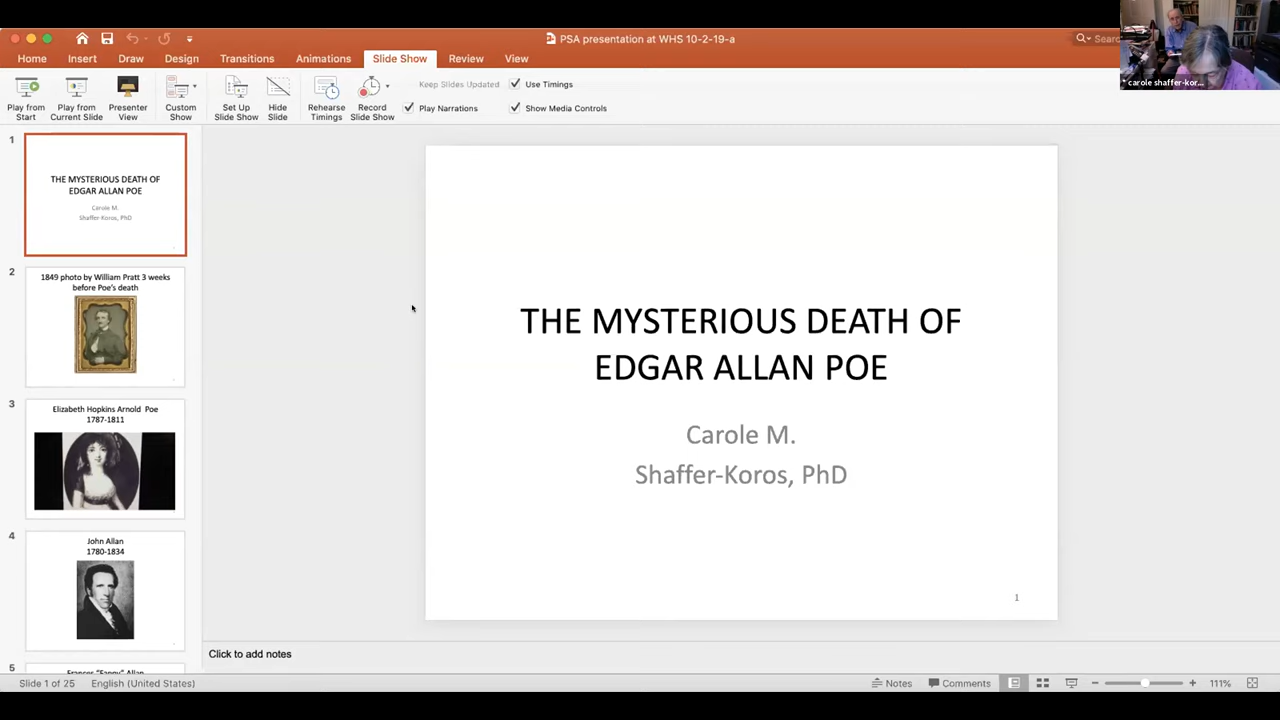 PSA presentation at WHS 10-2-19-a
Home Insert Draw Design Transitions Animations Slide Show Review View
Play from Start
Play from Current Slide
Presenter View
Custom Show
Set Up Slide Show
Hide Slide
Rehearse Timings
Record Slide Show
Keep Slides Updated
Use Timings
Play Narrations
Show Media Controls
carole shaffer-kor...
1
THE MYSTERIOUS DEATH OF
EDGAR ALLAN POE
Carole M.
Shaffer-Koros, PhD
2
1849 photo by William Pratt 3 weeks
before Poe's death
3
Elizabeth Hopkins Arnold Poe
1787-1811
4
John Allan
1780-1834
5
Frances "Fanny" Allan
THE MYSTERIOUS DEATH OF
EDGAR ALLAN POE
Carole M.
Shaffer-Koros, PhD
1
Click to add notes
Slide 1 of 25 English (United States) Notes Comments 111%